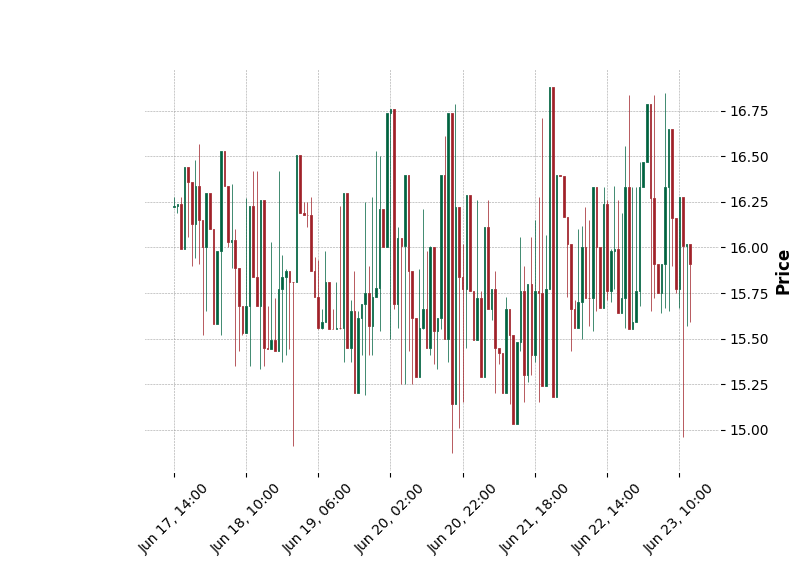 16.75
16.50
16.25
16.00
15.75
15.50
15.25
15.00
Price
Jun 17, 14:00
Jun 18, 10:00
Jun 19, 06:00
Jun 20, 02:00
Jun 20, 22:00
Jun 21, 18:00
Jun 22, 14:00
Jun 23, 10:00